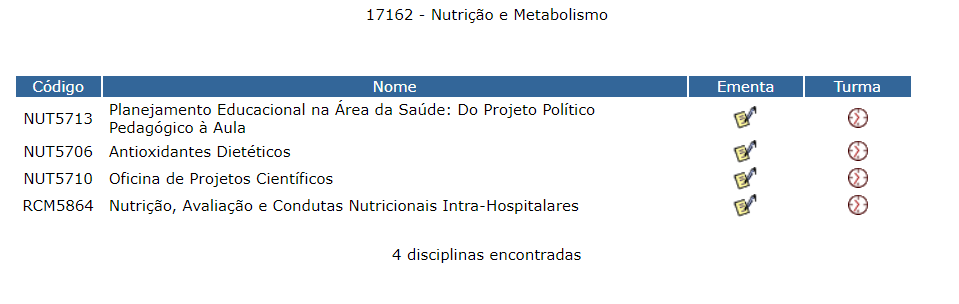 17162 - Nutrição e Metabolismo
Código Nome Ementa Turma
NUT5713 Planejamento Educacional na Área da Saúde: Do Projeto Político
Pedagógico à Aula
NUT5706 Antioxidantes Dietéticos
NUT5710 Oficina de Projetos Científicos
RCM5864 Nutrição, Avaliação e Condutas Nutricionais Intra-Hospitalares
4 disciplinas encontradas